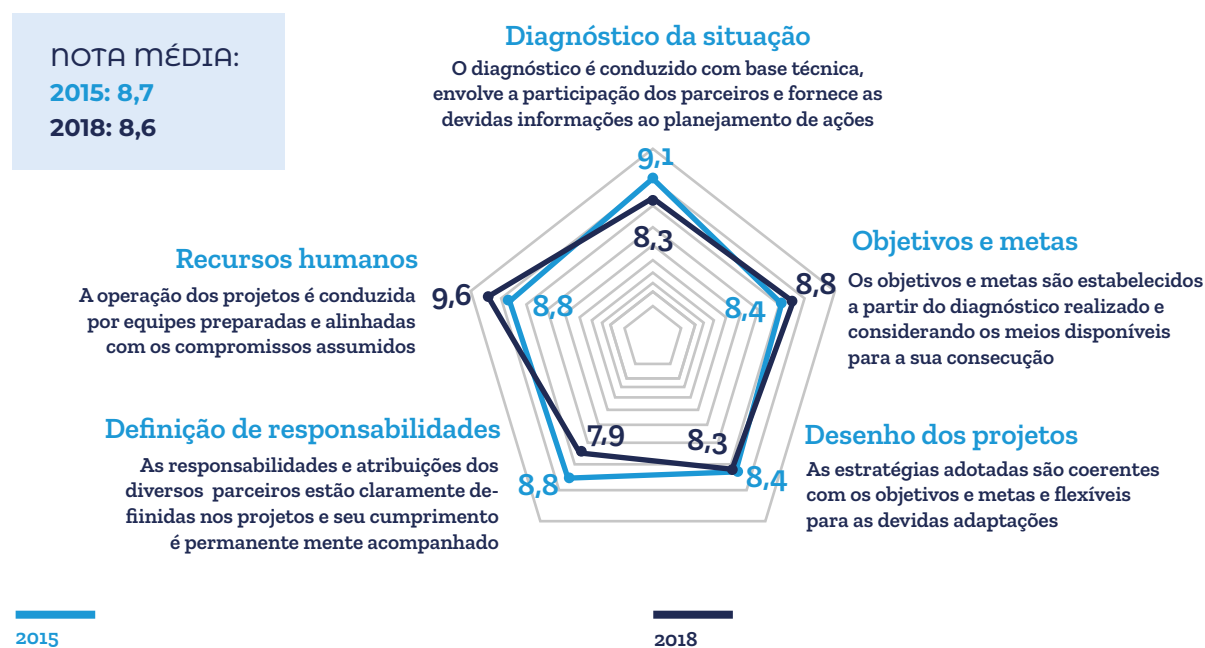 NOTA MÉDIA:
2015: 8,7
2018: 8,6
Diagnóstico da situação
O diagnóstico é conduzido com base técnica,
envolve a participação dos parceiros e fornece as
devidas informações ao planejamento de ações
9,1
8,3
Objetivos e metas
Os objetivos e metas são estabelecidos
a partir do diagnóstico realizado e
considerando os meios disponíveis
para a sua consecução
8,8
8,4
Recursos humanos
A operação dos projetos é conduzida
por equipes preparadas e alinhadas
com os compromissos assumidos
9,6
8,8
Definição de responsabilidades
As responsabilidades e atribuições dos
diversos parceiros estão claramente de-
fiinidas nos projetos e seu cumprimento
é permanente mente acompanhado
7,9
8,8
Desenho dos projetos
As estratégias adotadas são coerentes
com os objetivos e metas e flexíveis
para as devidas adaptações
8,3
8,4
2015
2018